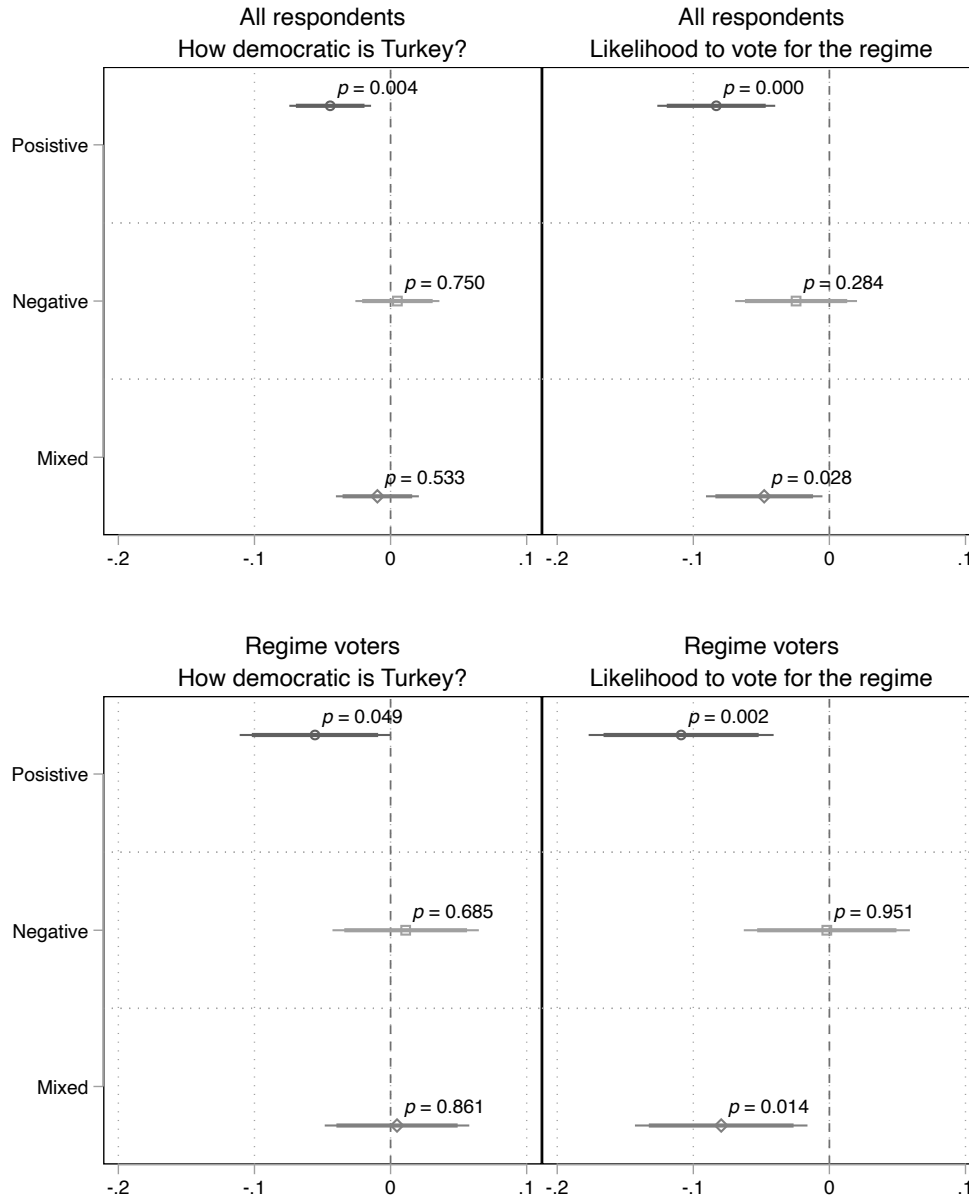 All respondents
How democratic is Turkey?
All respondents
Likelihood to vote for the regime
p = 0.004
p = 0.000
Posistive
p = 0.750
p = 0.284
Negative
Mixed
p = 0.533
p = 0.028
-.2 -.1 0 .1
-.2 -.1 0 .1
Regime voters
How democratic is Turkey?
Regime voters
Likelihood to vote for the regime
p = 0.049
p = 0.002
Posistive
p = 0.685
p = 0.951
Negative
Mixed
p = 0.861
p = 0.014
-.2 -.1 0 .1
-.2 -.1 0 .1